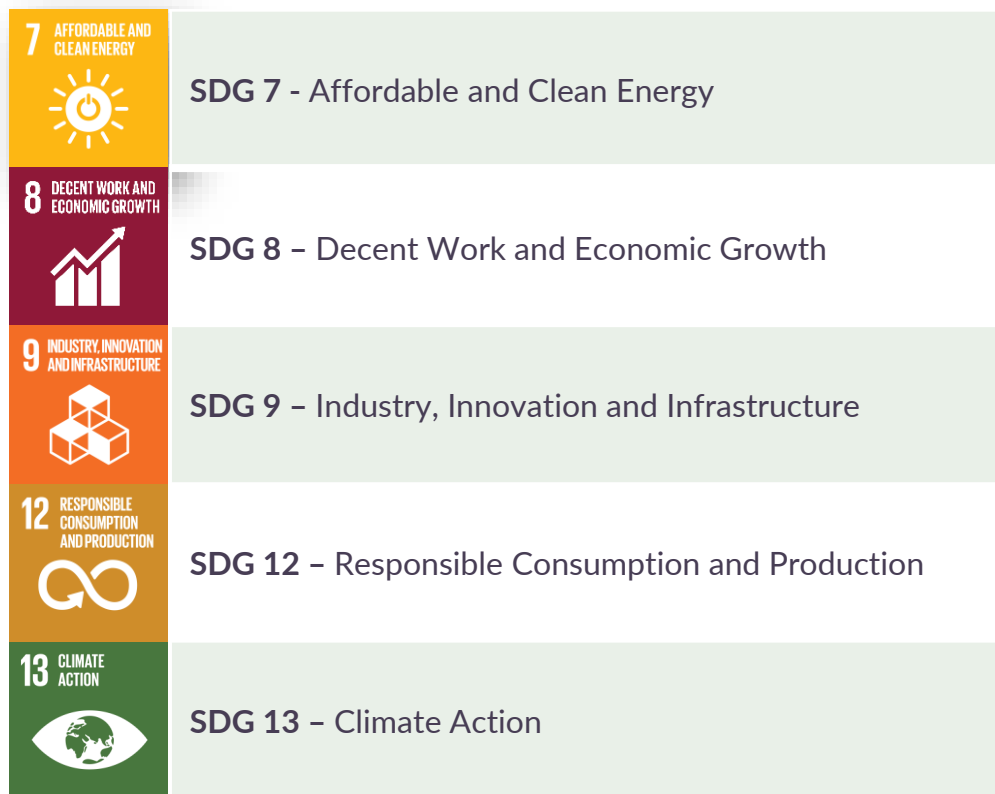 7 AFFORDABLE AND
CLEAN ENERGY
SDG 7 - Affordable and Clean Energy
8 DECENT WORK AND
ECONOMIC GROWTH
SDG 8 – Decent Work and Economic Growth
9 INDUSTRY, INNOVATION
AND INFRASTRUCTURE
SDG 9 – Industry, Innovation and Infrastructure
12 RESPONSIBLE
CONSUMPTION
AND PRODUCTION
SDG 12 – Responsible Consumption and Production
13 CLIMATE
ACTION
SDG 13 – Climate Action